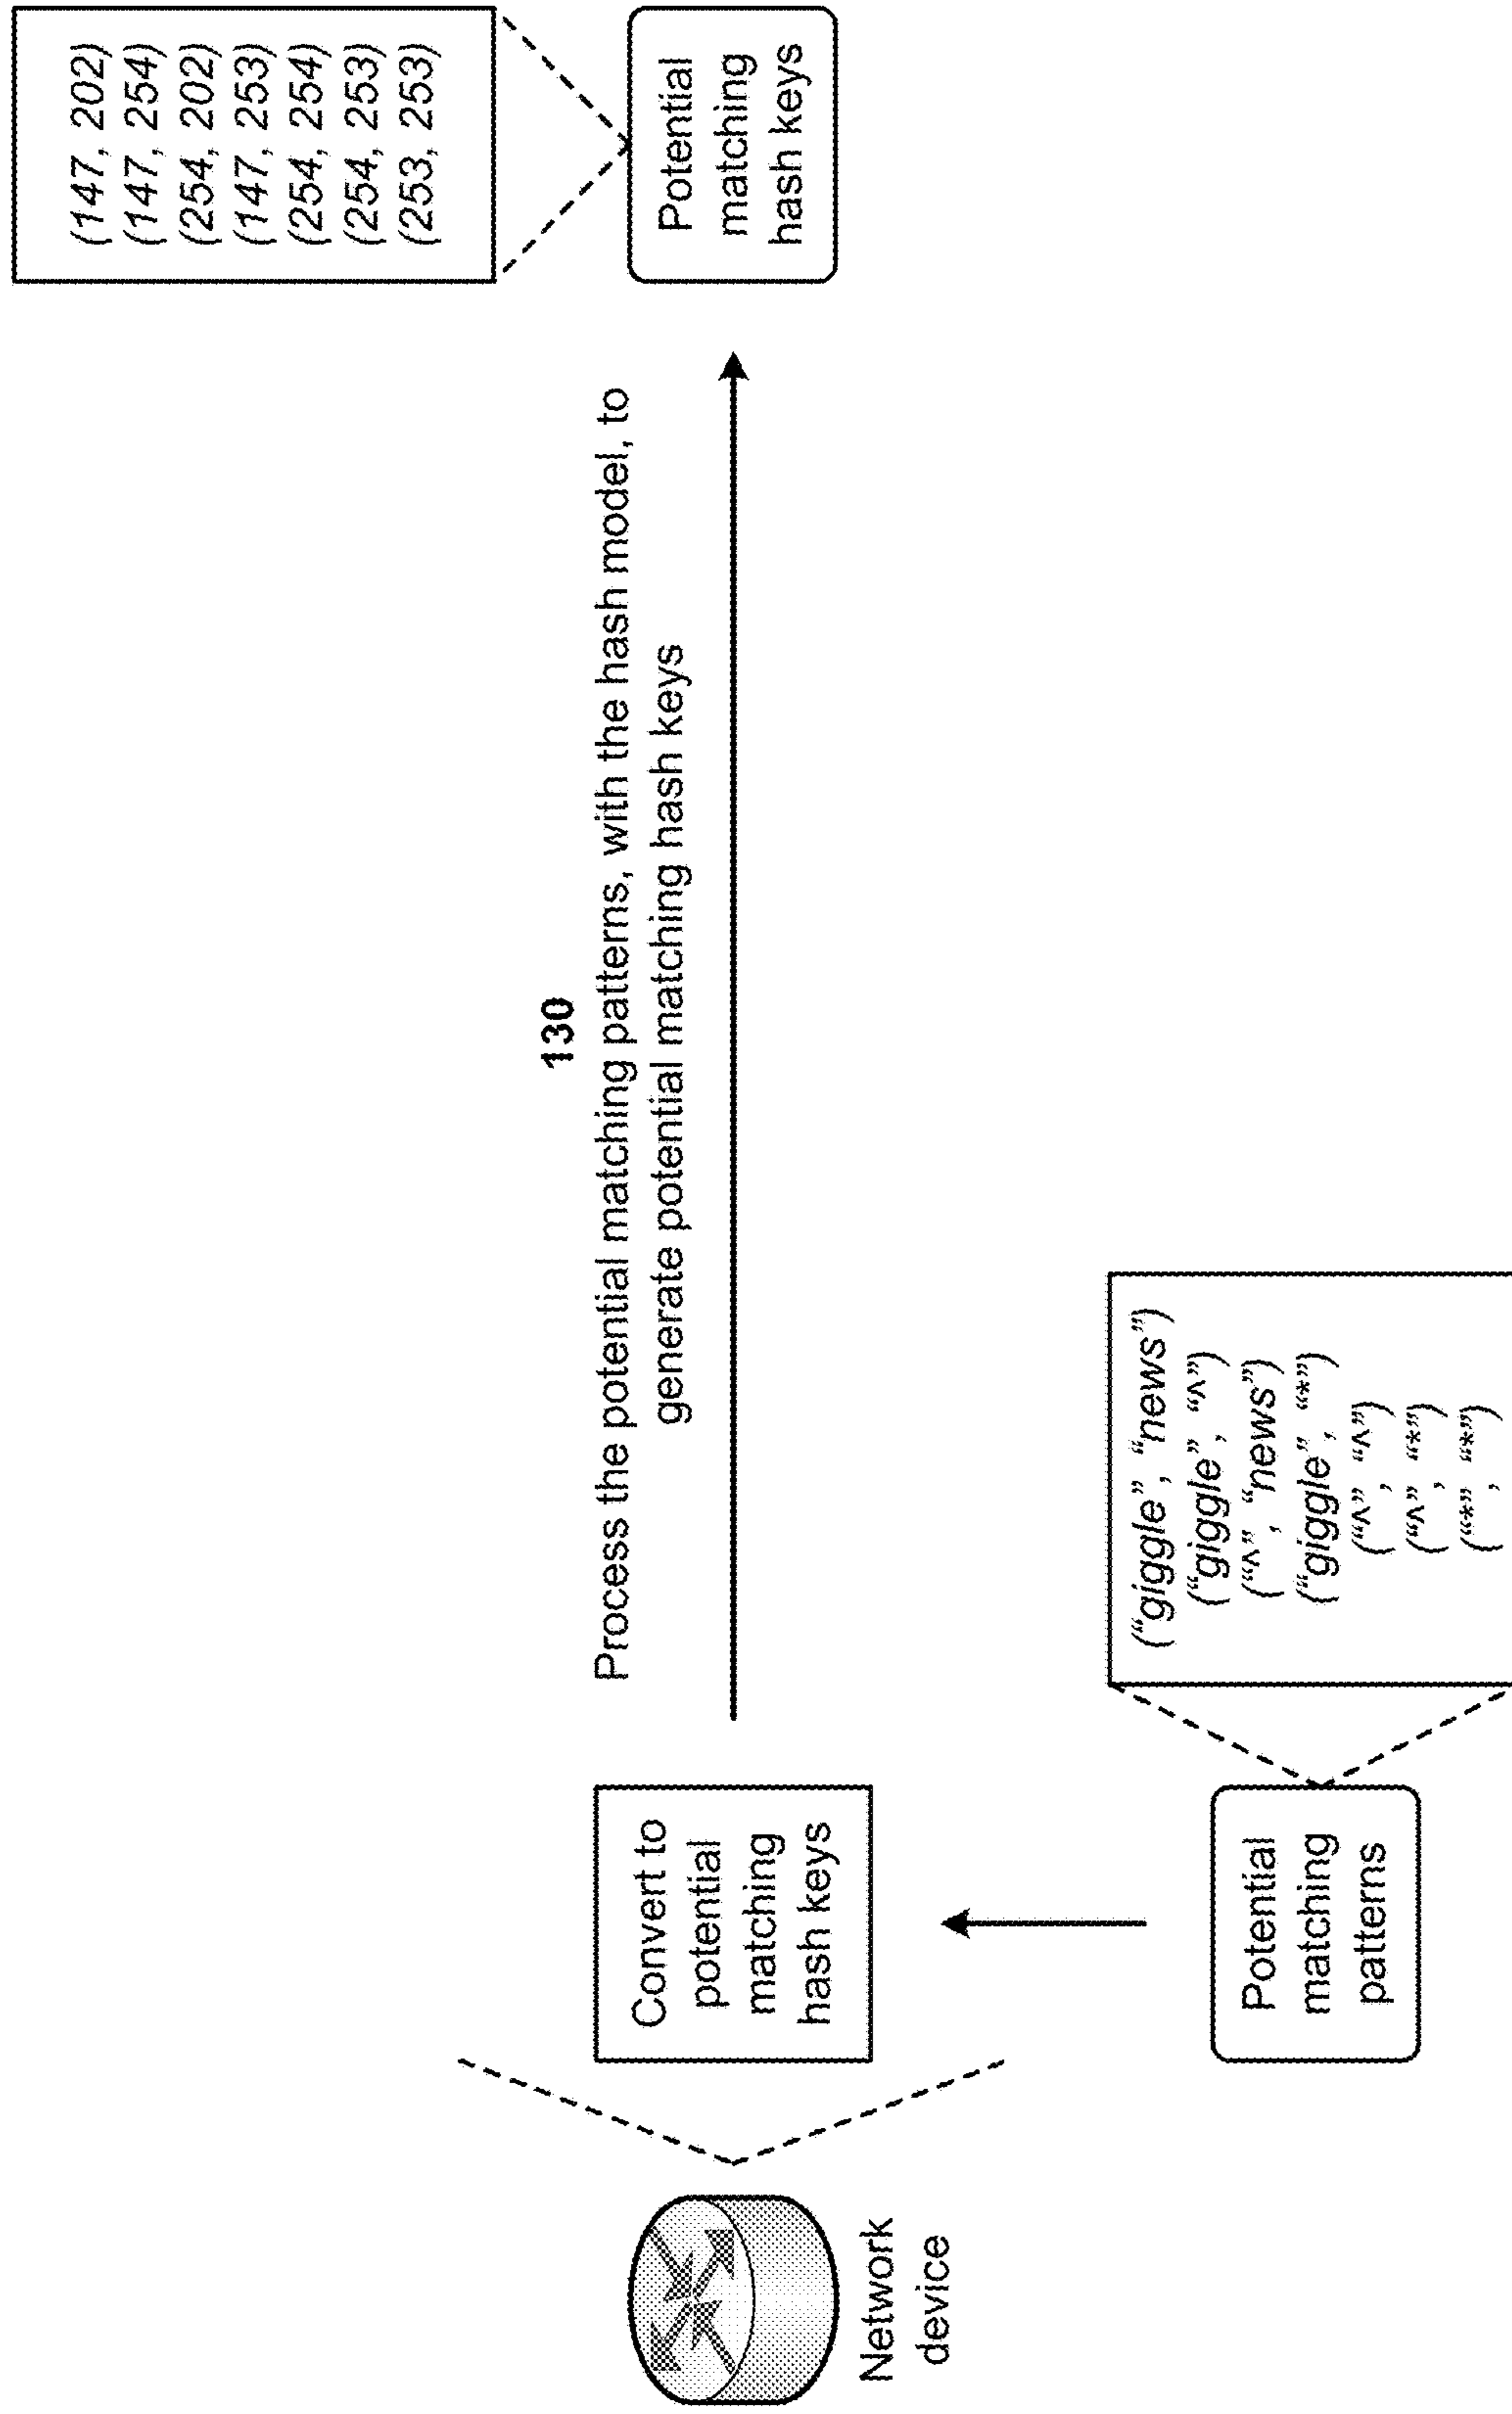 130
Process the potential matching patterns, with the hash model, to
generate potential matching hash keys
(147, 202)
(147, 254)
(254, 202)
(147, 253)
(254, 254)
(254, 253)
(253, 253)
Potential
matching
hash keys
Network
device
Convert to
potential
matching
hash keys
Potential
matching
patterns
(“giggle”, “news”)
(“giggle”, “^”)
(“^”, “news”)
(“giggle”, “*”)
(“^”, “^”)
(“^”, “*”)
(“*”, “*”)